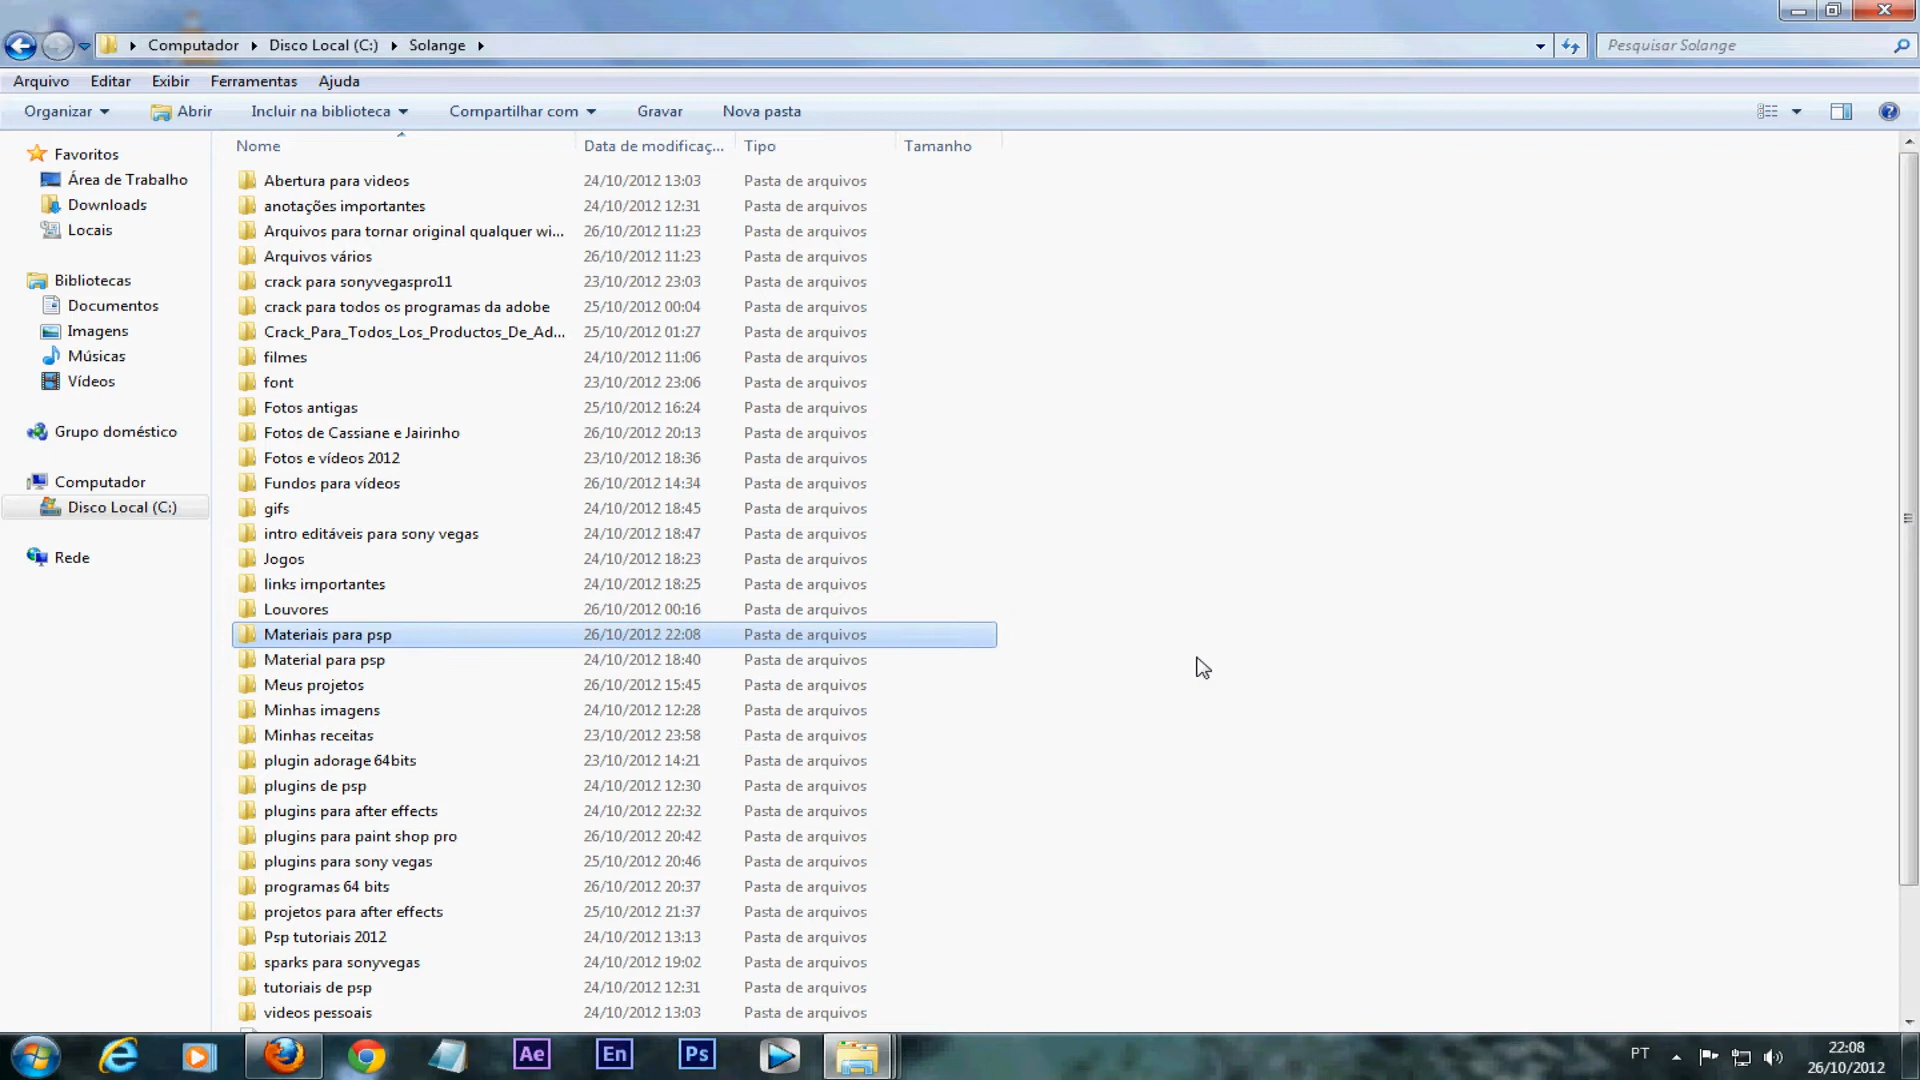 Computador Disco Local (C:) Solange
Pesquisar Solange
Arquivo Editar Exibir Ferramentas Ajuda
Organizar Abrir Incluir na biblioteca Compartilhar com Gravar Nova pasta
Nome Data de modificaç... Tipo Tamanho
Favoritos
Área de Trabalho
Downloads
Locais
Bibliotecas
Documentos
Imagens
Músicas
Vídeos
Grupo doméstico
Computador
Disco Local (C:)
Rede
Abertura para videos 24/10/2012 13:03 Pasta de arquivos
anotações importantes 24/10/2012 12:31 Pasta de arquivos
Arquivos para tornar original qualquer wi... 26/10/2012 11:23 Pasta de arquivos
Arquivos vários 26/10/2012 11:23 Pasta de arquivos
crack para sonyvegaspro11 23/10/2012 23:03 Pasta de arquivos
crack para todos os programas da adobe 25/10/2012 00:04 Pasta de arquivos
Crack_Para_Todos_Los_Productos_De_Ad... 25/10/2012 01:27 Pasta de arquivos
filmes 24/10/2012 11:06 Pasta de arquivos
font 23/10/2012 23:06 Pasta de arquivos
Fotos antigas 25/10/2012 16:24 Pasta de arquivos
Fotos de Cassiane e Jairinho 26/10/2012 20:13 Pasta de arquivos
Fotos e vídeos 2012 23/10/2012 18:36 Pasta de arquivos
Fundos para vídeos 26/10/2012 14:34 Pasta de arquivos
gifs 24/10/2012 18:45 Pasta de arquivos
intro editáveis para sony vegas 24/10/2012 18:47 Pasta de arquivos
Jogos 24/10/2012 18:23 Pasta de arquivos
links importantes 24/10/2012 18:25 Pasta de arquivos
Louvores 26/10/2012 00:16 Pasta de arquivos
Materiais para psp 26/10/2012 22:08 Pasta de arquivos
Material para psp 24/10/2012 18:40 Pasta de arquivos
Meus projetos 26/10/2012 15:45 Pasta de arquivos
Minhas imagens 24/10/2012 12:28 Pasta de arquivos
Minhas receitas 23/10/2012 23:58 Pasta de arquivos
plugin adorage 64bits 23/10/2012 14:21 Pasta de arquivos
plugins de psp 24/10/2012 12:30 Pasta de arquivos
plugins para after effects 24/10/2012 22:32 Pasta de arquivos
plugins para paint shop pro 26/10/2012 20:42 Pasta de arquivos
plugins para sony vegas 25/10/2012 20:46 Pasta de arquivos
programas 64 bits 26/10/2012 20:37 Pasta de arquivos
projetos para after effects 25/10/2012 21:37 Pasta de arquivos
Psp tutoriais 2012 24/10/2012 13:13 Pasta de arquivos
sparks para sonyvegas 24/10/2012 19:02 Pasta de arquivos
tutoriais de psp 24/10/2012 12:31 Pasta de arquivos
videos pessoais 24/10/2012 13:03 Pasta de arquivos
Ae En Ps
PT
22:08
26/10/2012